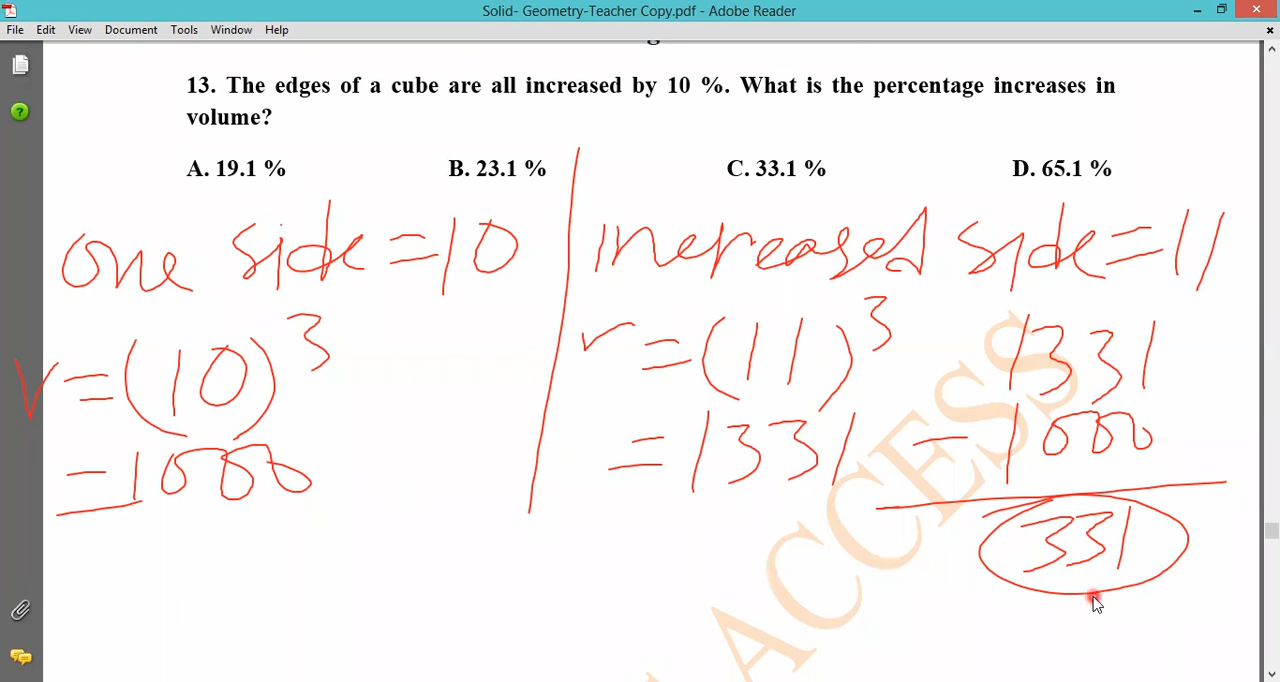 Solid- Geometry-Teacher Copy.pdf - Adobe Reader
File Edit View Document Tools Window Help
13. The edges of a cube are all increased by 10 %. What is the percentage increases in
volume?
A. 19.1 % B. 23.1 % C. 33.1 % D. 65.1 %
one side = 10
v = (10)^3
= 1000
increased side = 11
v = (11)^3
= 1331
1331
- 1000
331
ACCESS